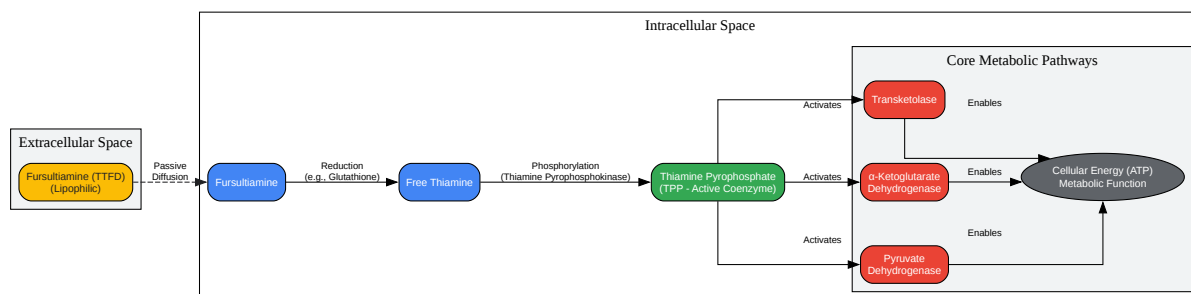 Intracellular Space
Core Metabolic Pathways
Extracellular Space
Fursultiamine (TTFD)
(Lipophilic)
Passive
Diffusion
Fursultiamine
Reduction
(e.g., Glutathione)
Free Thiamine
Phosphorylation
(Thiamine Pyrophosphokinase)
Thiamine Pyrophosphate
(TPP - Active Coenzyme)
Activates
Transketolase
Enables
Activates
α-Ketoglutarate
Dehydrogenase
Enables
Cellular Energy (ATP)
Metabolic Function
Activates
Pyruvate
Dehydrogenase
Enables